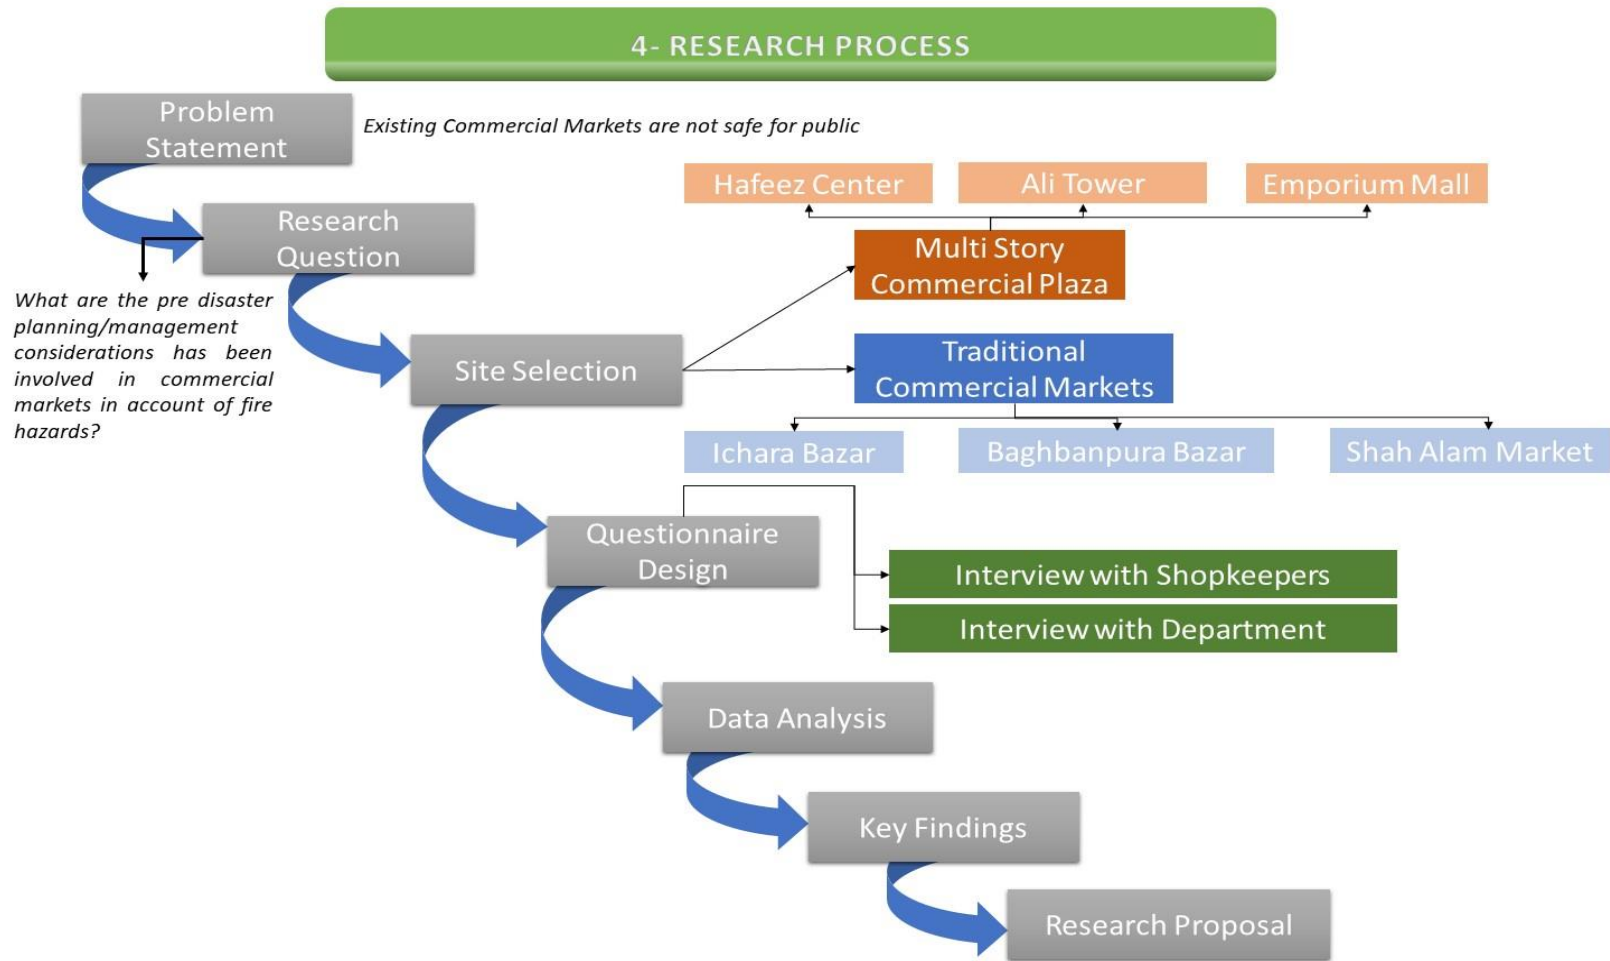 4- RESEARCH PROCESS
Problem
Statement
Existing Commercial Markets are not safe for public
Research
Question
What are the pre disaster
planning/management
considerations has been
involved in commercial
markets in account of fire
hazards?
Site Selection
Hafeez Center
Ali Tower
Emporium Mall
Multi Story
Commercial Plaza
Traditional
Commercial Markets
Ichara Bazar
Baghbanpura Bazar
Shah Alam Market
Questionnaire
Design
Interview with Shopkeepers
Interview with Department
Data Analysis
Key Findings
Research Proposal